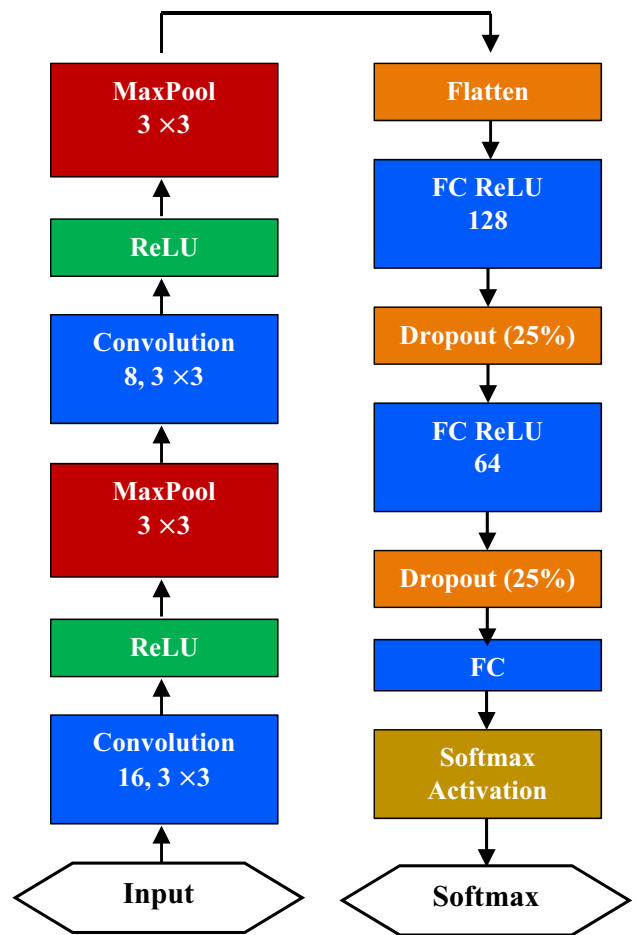 MaxPool
3 ×3
ReLU
Convolution
8, 3 ×3
MaxPool
3 ×3
ReLU
Convolution
16, 3 ×3
Input
Flatten
FC ReLU
128
Dropout (25%)
FC ReLU
64
Dropout (25%)
FC
Softmax
Activation
Softmax